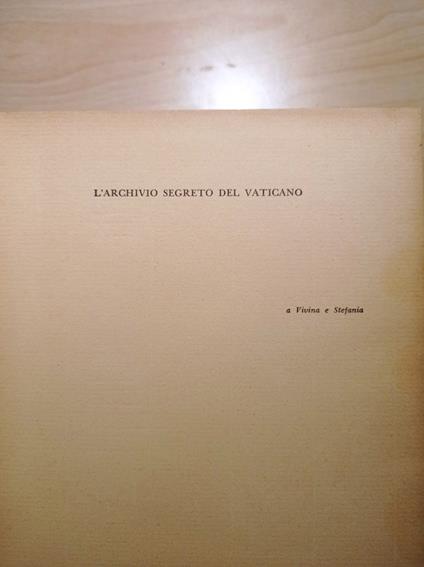 L'ARCHIVIO SEGRETO DEL VATICANO
a Vivina e Stefania